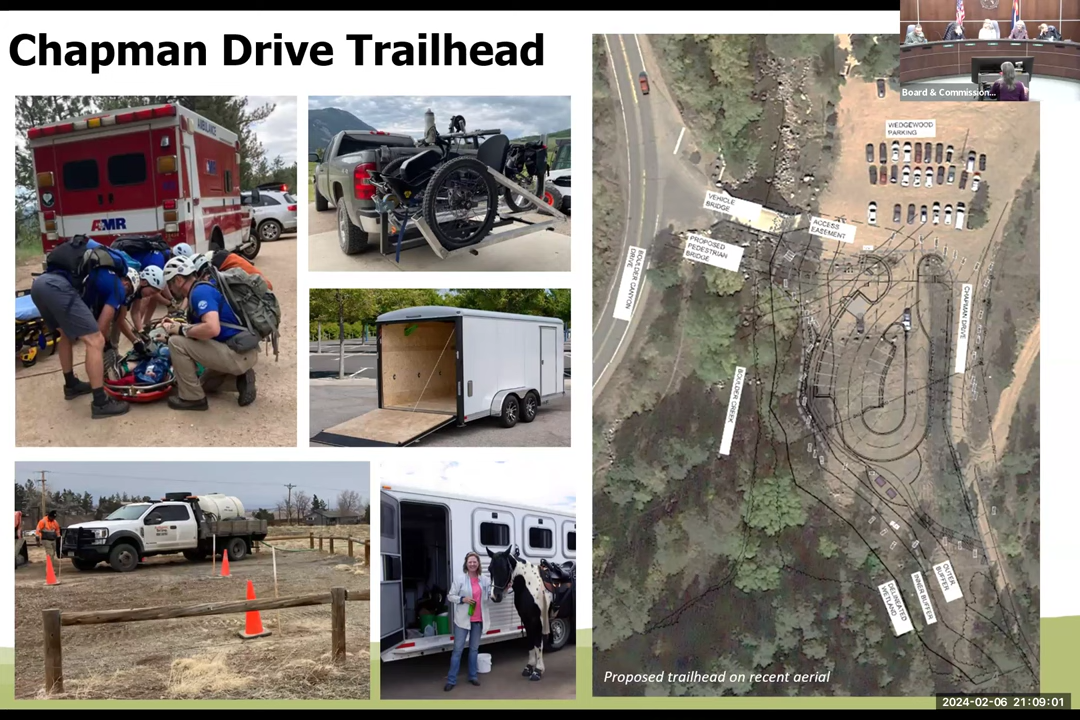 Chapman Drive Trailhead
Board & Commission...
AMBULANCE
AMR
WEDGEWOOD
PARKING
VEHICLE
BRIDGE
ACCESS
EASEMENT
PROPOSED
PEDESTRIAN
BRIDGE
BOULDER CANYON
DRIVE
CHAPMAN DRIVE
BOULDER CREEK
OUTER
BUFFER
INNER BUFFER
DELINEATED
WETLAND
Proposed trailhead on recent aerial
2024-02-06 21:09:01